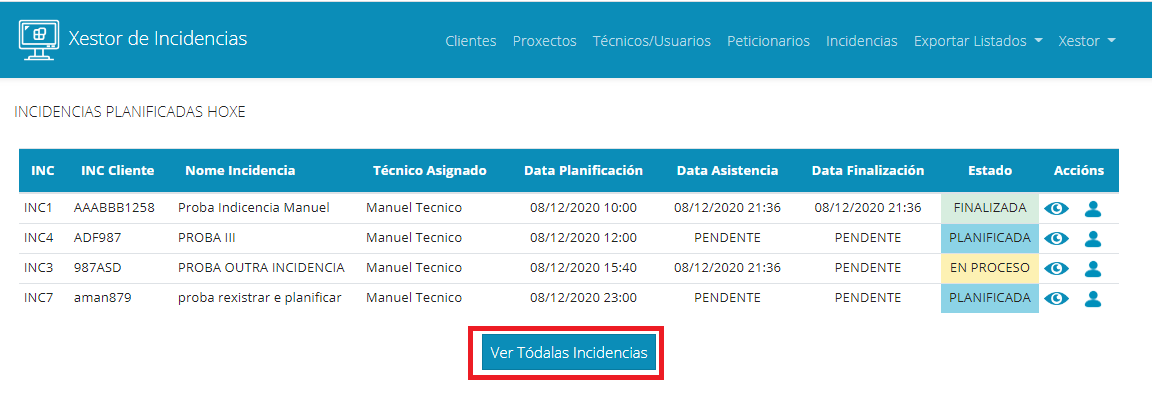 Xestor de Incidencias
Clientes Proxectos Técnicos/Usuarios Peticionarios Incidencias Exportar Listados Xestor
INCIDENCIAS PLANIFICADAS HOXE
INC INC Cliente Nome Incidencia Técnico Asignado Data Planificación Data Asistencia Data Finalización Estado Accións
INC1 AAABBB1258 Proba Indicencia Manuel Manuel Tecnico 08/12/2020 10:00 08/12/2020 21:36 08/12/2020 21:36 FINALIZADA
INC4 ADF987 PROBA III Manuel Tecnico 08/12/2020 12:00 PENDENTE PENDENTE PLANIFICADA
INC3 987ASD PROBA OUTRA INCIDENCIA Manuel Tecnico 08/12/2020 15:40 08/12/2020 21:36 PENDENTE EN PROCESO
INC7 aman879 proba rexistrar e planificar Manuel Tecnico 08/12/2020 23:00 PENDENTE PENDENTE PLANIFICADA
Ver Tódalas Incidencias